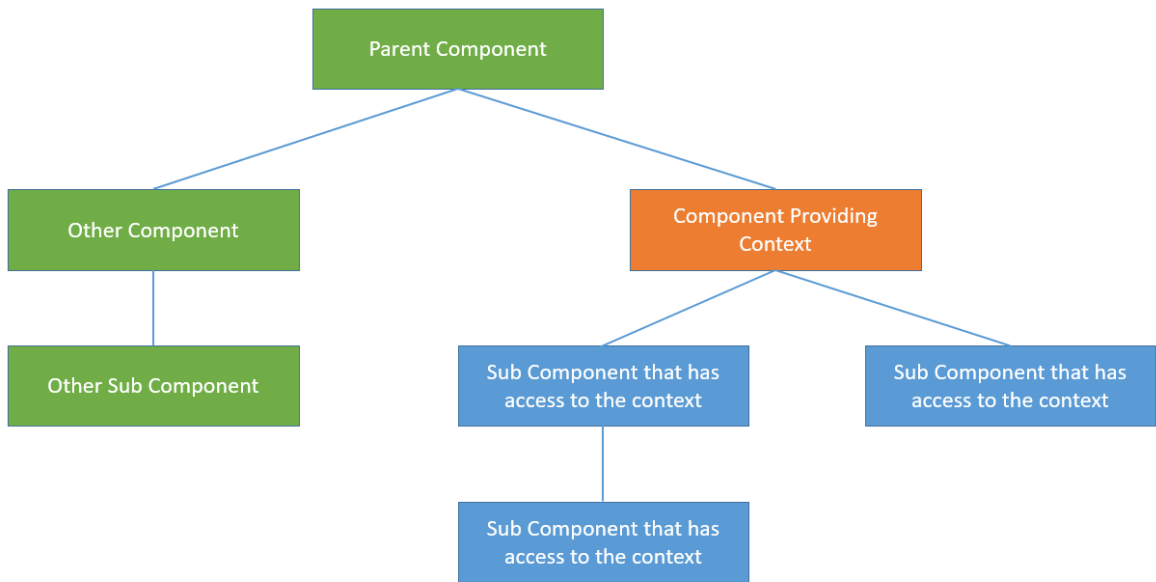 Parent Component
Other Component
Component Providing
Context
Other Sub Component
Sub Component that has
access to the context
Sub Component that has
access to the context
Sub Component that has
access to the context